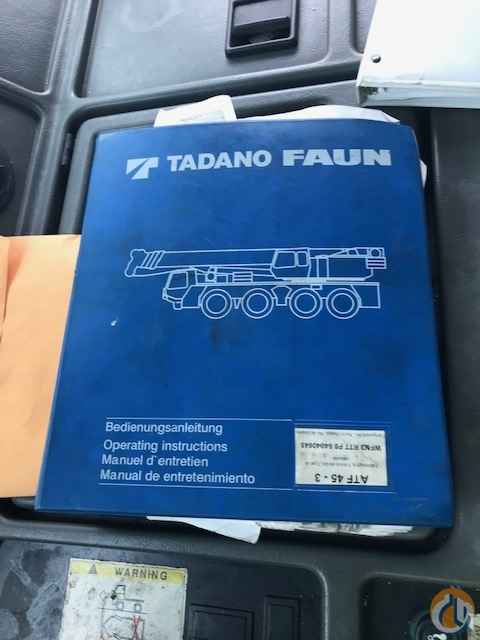 TADANO FAUN
Bedienungsanleitung
Operating instructions
Manuel d'entretien
Manual de entretenimiento
ATF 45 - 3
WARNING